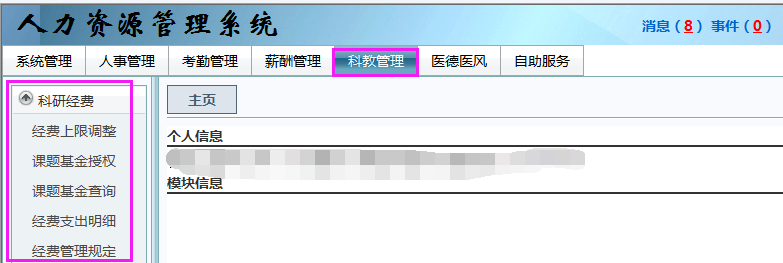 人力资源管理系统
消息（8）事件（0）
系统管理 人事管理 考勤管理 薪酬管理 科教管理 医德医风 自助服务
科研经费
经费上限调整
课题基金授权
课题基金查询
经费支出明细
经费管理规定
主页
个人信息
模块信息